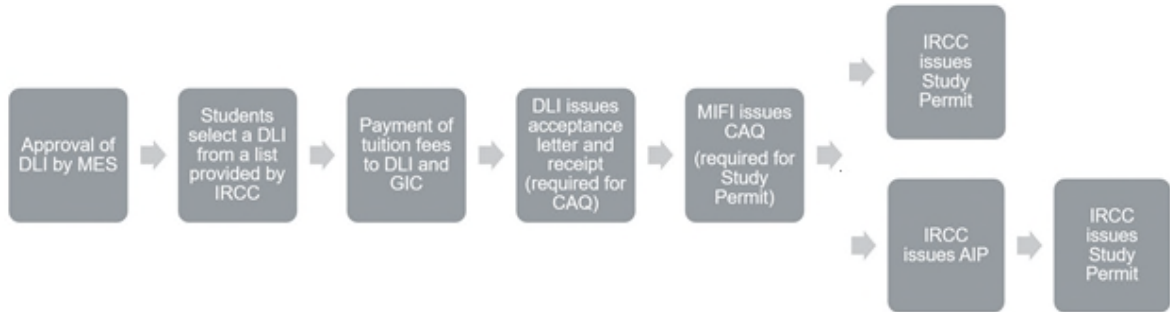 Approval of
DLI by MES
Students
select a DLI
from a list
provided by
IRCC
Payment of
tuition fees
to DLI and
GIC
DLI issues
acceptance
letter and
receipt
(required for
CAQ)
MIFI issues
CAQ
(required for
Study
Permit)
IRCC
issues
Study
Permit
IRCC
issues AIP
IRCC
issues
Study
Permit